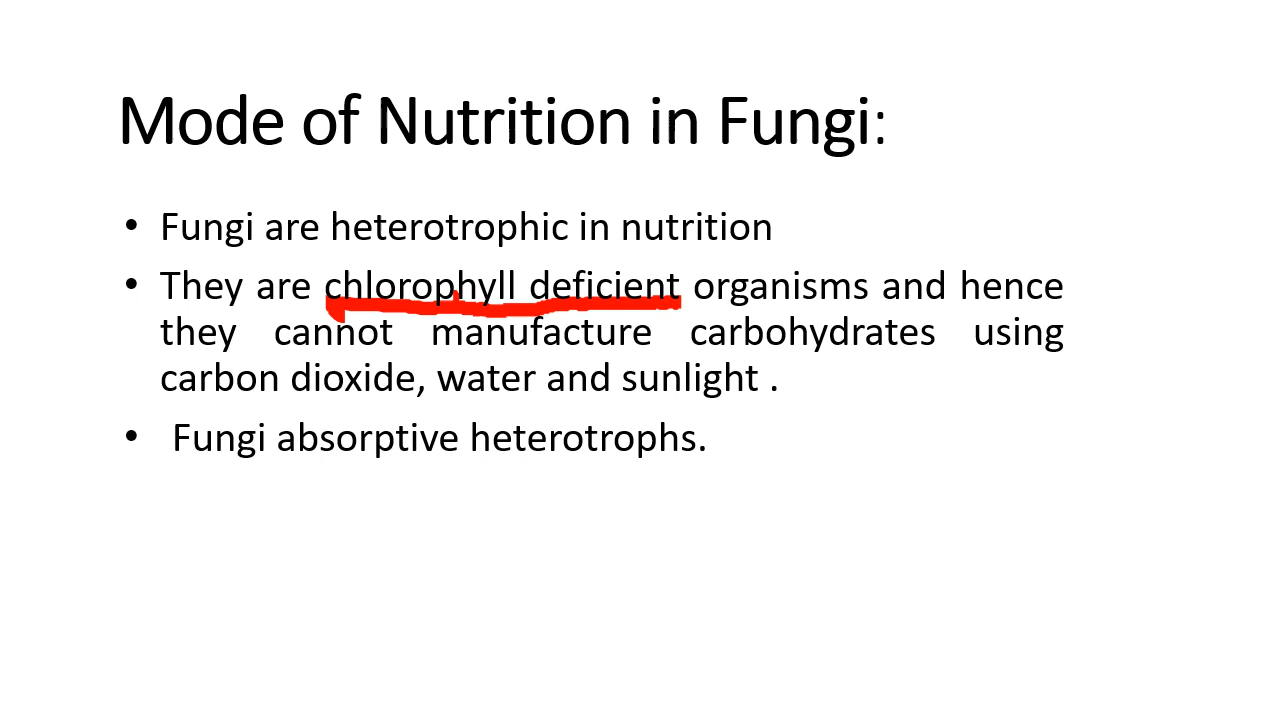 Mode of Nutrition in Fungi:
• Fungi are heterotrophic in nutrition
• They are chlorophyll deficient organisms and hence
they cannot manufacture carbohydrates using
carbon dioxide, water and sunlight .
• Fungi absorptive heterotrophs.